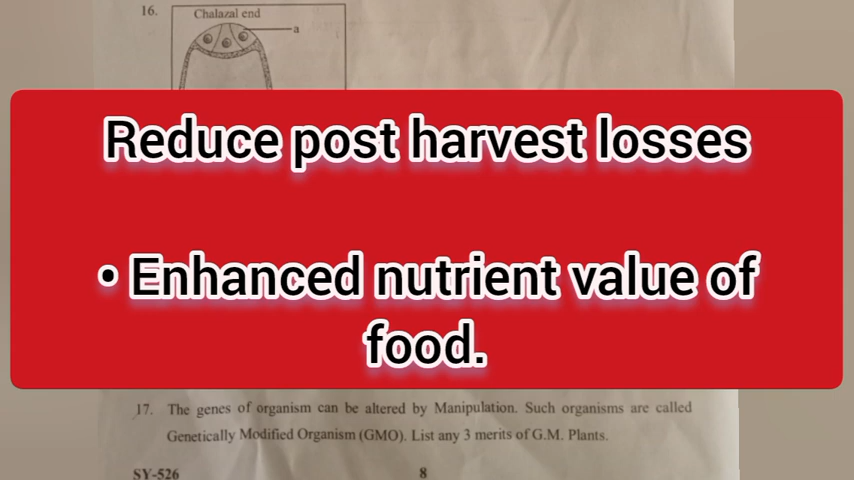 16.
Chalazal end
a
Reduce post harvest losses
• Enhanced nutrient value of
food.
17. The genes of organism can be altered by Manipulation. Such organisms are called
Genetically Modified Organism (GMO). List any 3 merits of G.M. Plants.
SY-526
8